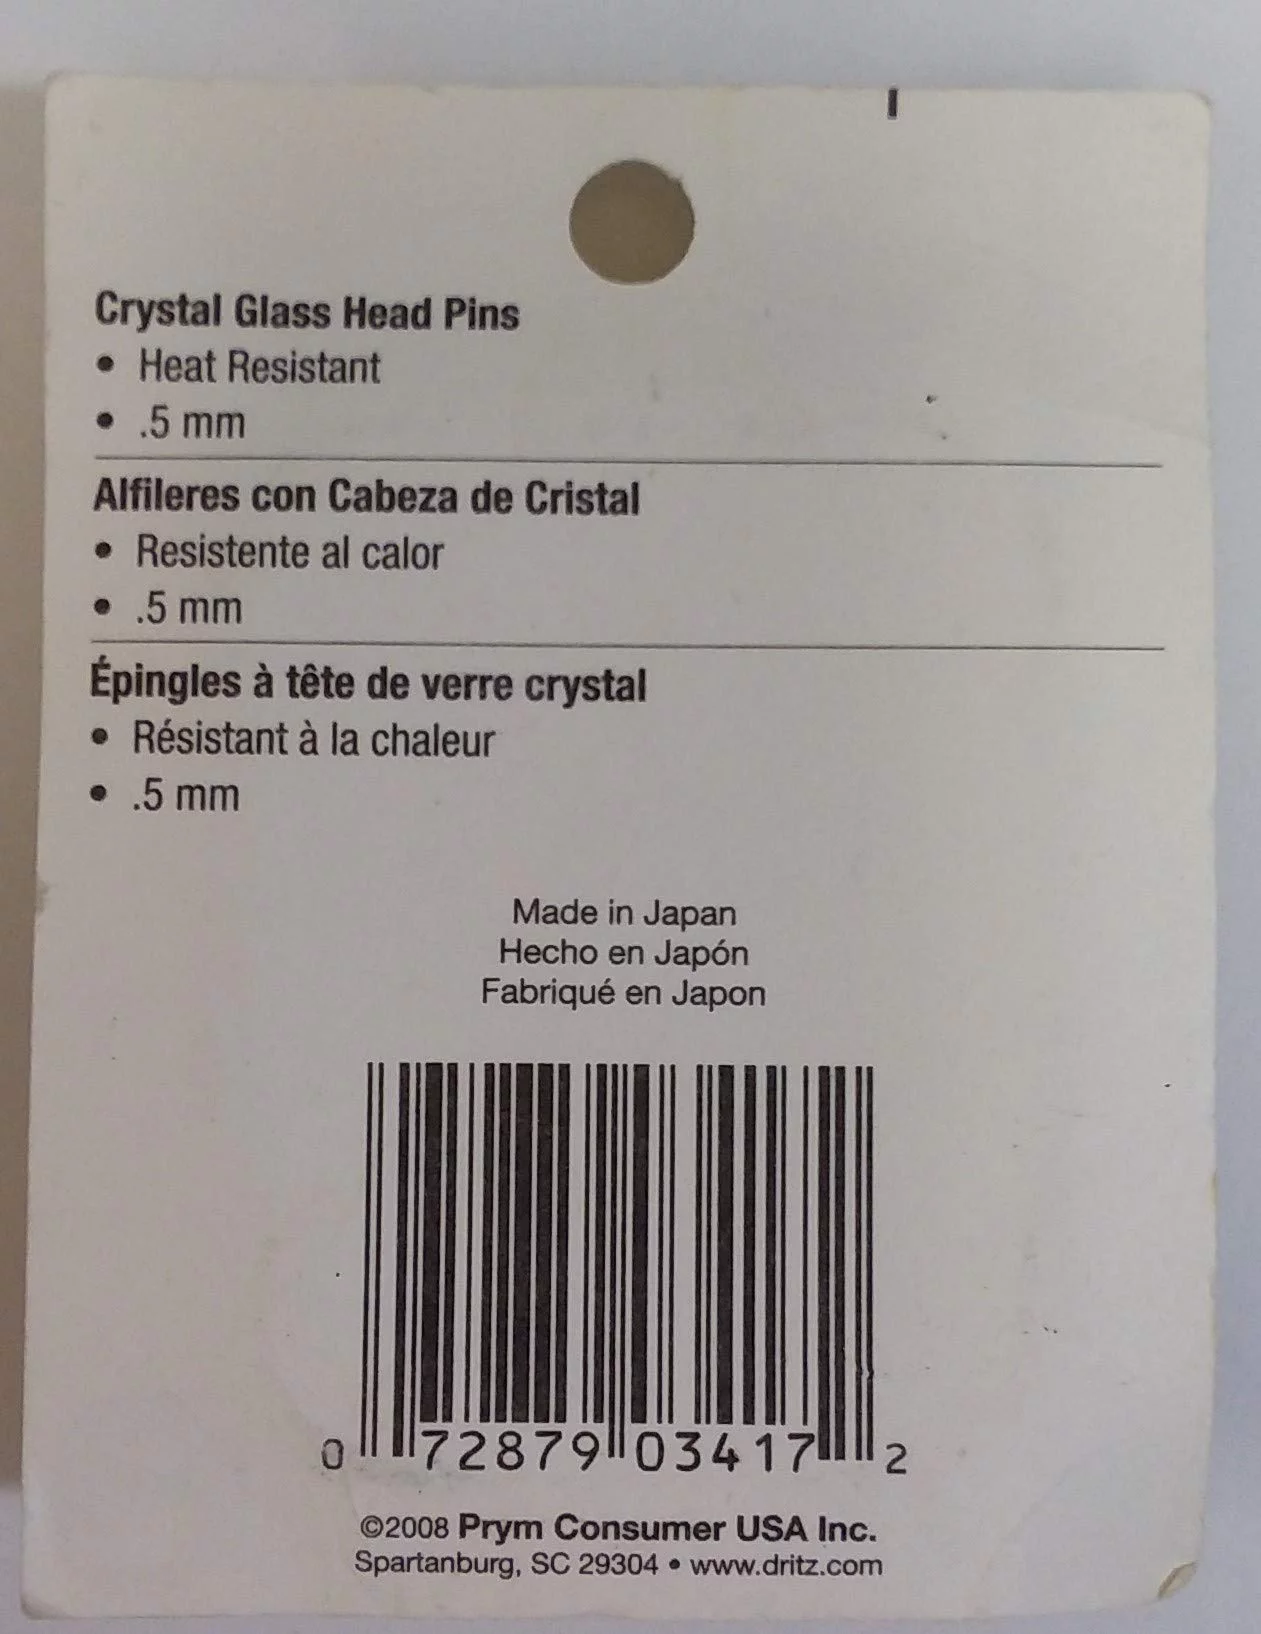 Crystal Glass Head Pins
• Heat Resistant
• .5 mm
Alfileres con Cabeza de Cristal
• Resistente al calor
• .5 mm
Épingles à tête de verre crystal
• Résistant à la chaleur
• .5 mm
Made in Japan
Hecho en Japón
Fabriqué en Japon
0 72879 03417 2
©2008 Prym Consumer USA Inc.
Spartanburg, SC 29304 • www.dritz.com